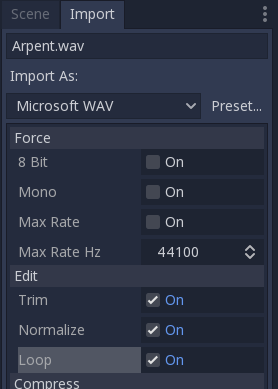 Scene Import
Arpent.wav
Import As:
Microsoft WAV Preset...
Force
8 Bit On
Mono On
Max Rate On
Max Rate Hz 44100
Edit
Trim On
Normalize On
Loop On
Compress